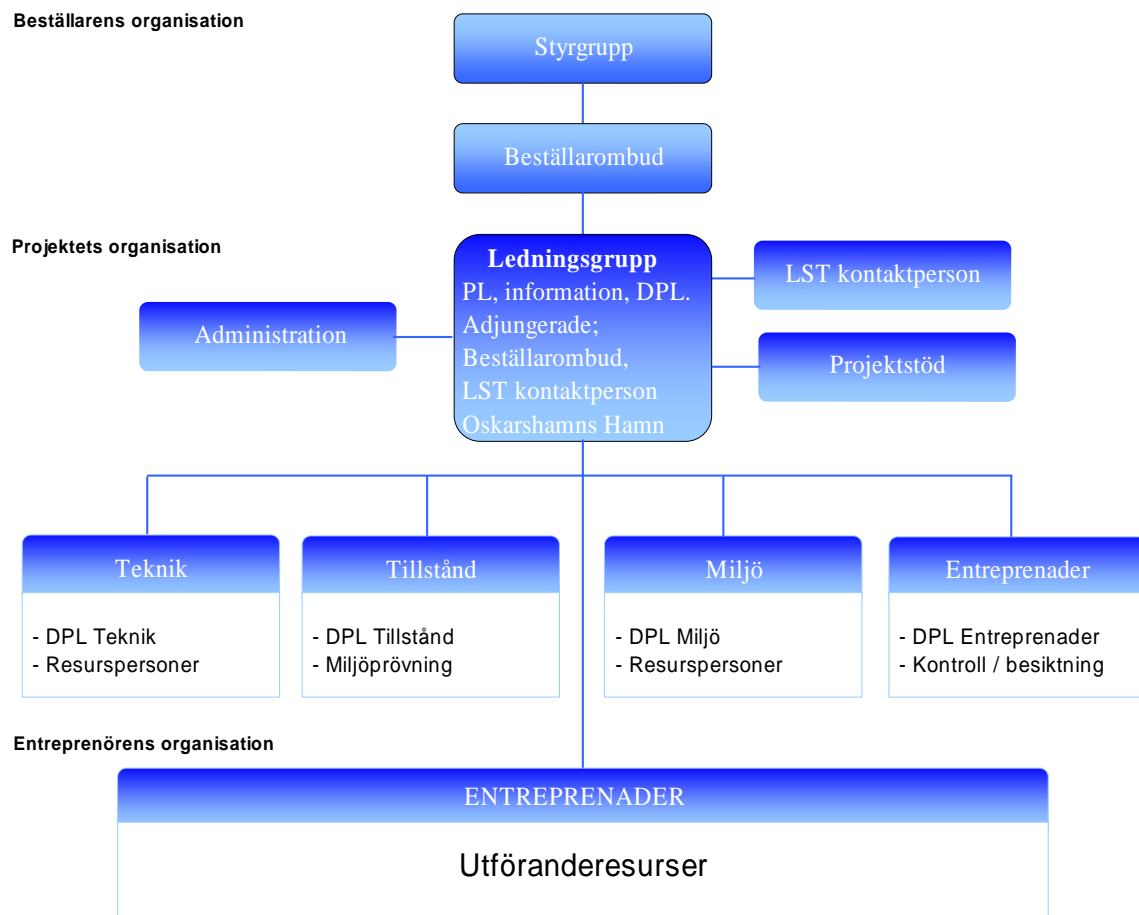 Beställarens organisation
Styrgrupp
Beställarombud
Projektets organisation
Ledningsgrupp
PL, information, DPL.
Adjungerade;
Beställarombud,
LST kontaktperson
Oskarshamns Hamn
LST kontaktperson
Administration
Projektstöd
Teknik
- DPL Teknik
- Resurspersoner
Tillstånd
- DPL Tillstånd
- Miljöprövning
Miljö
- DPL Miljö
- Resurspersoner
Entreprenader
- DPL Entreprenader
- Kontroll / besiktning
Entreprenörens organisation
ENTREPRENADER
Utföranderesurser